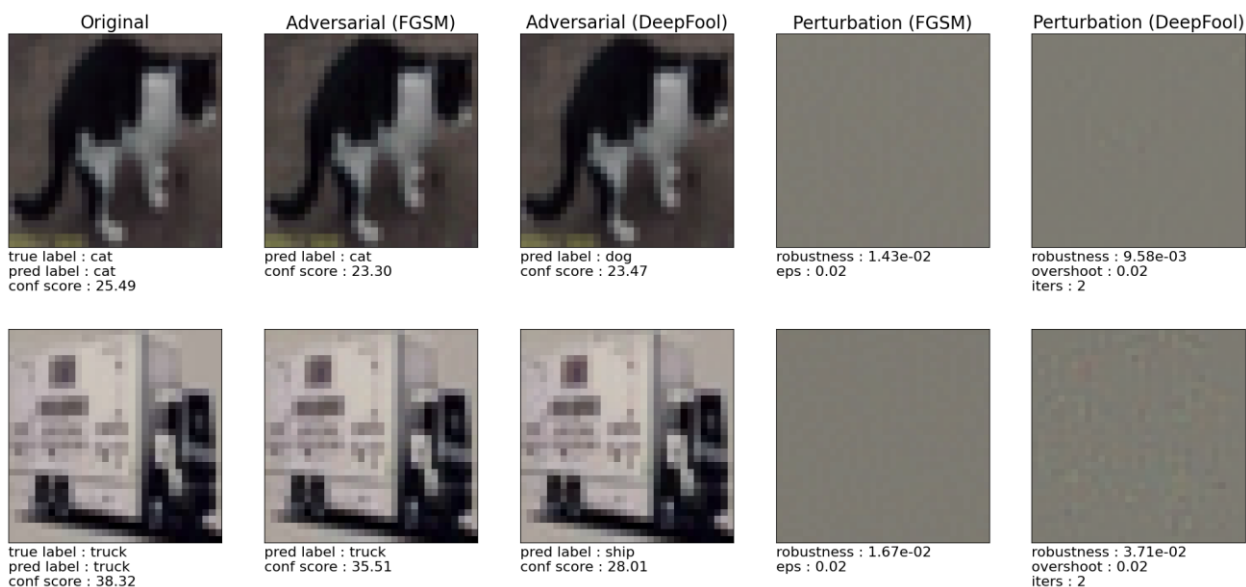 Original
Adversarial (FGSM)
Adversarial (DeepFool)
Perturbation (FGSM)
Perturbation (DeepFool)
true label : cat
pred label : cat
conf score : 25.49
pred label : cat
conf score : 23.30
pred label : dog
conf score : 23.47
robustness : 1.43e-02
eps : 0.02
robustness : 9.58e-03
overshoot : 0.02
iters : 2
true label : truck
pred label : truck
conf score : 38.32
pred label : truck
conf score : 35.51
pred label : ship
conf score : 28.01
robustness : 1.67e-02
eps : 0.02
robustness : 3.71e-02
overshoot : 0.02
iters : 2